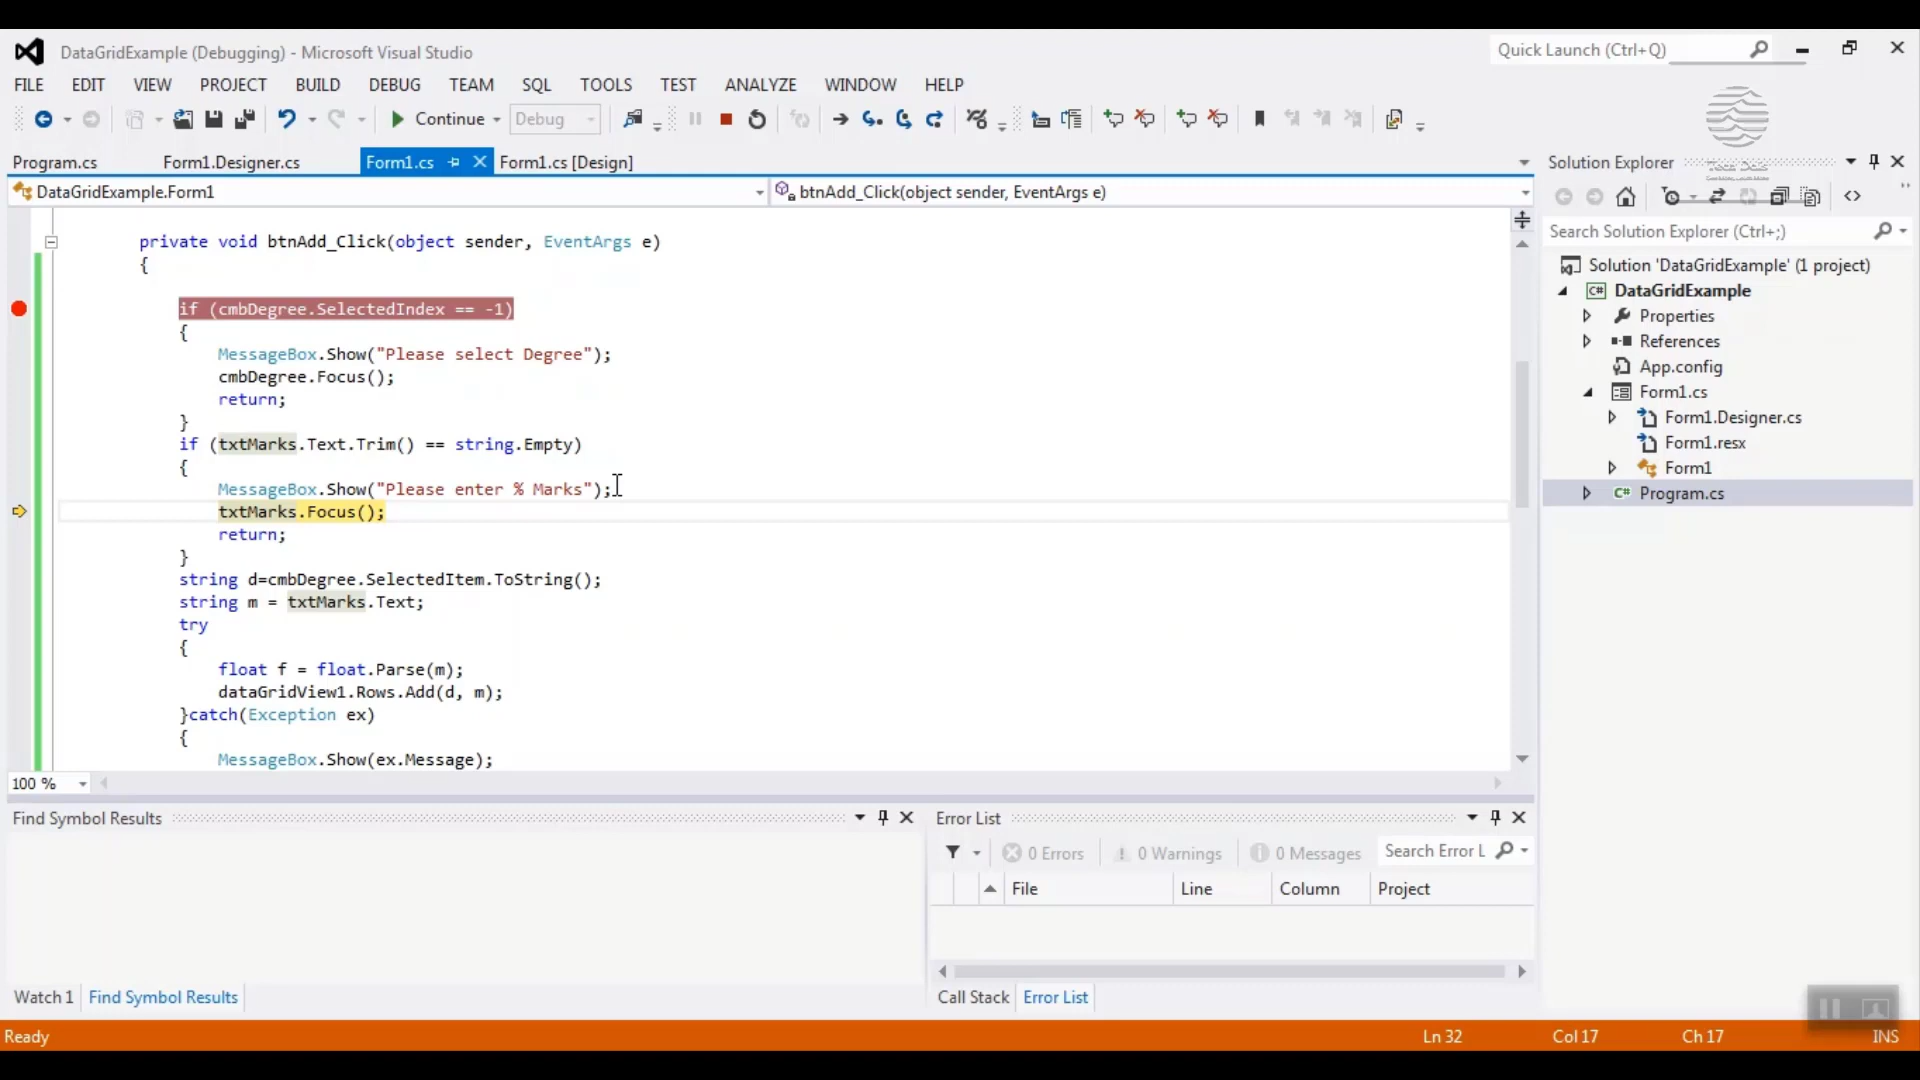 DataGridExample (Debugging) - Microsoft Visual Studio
Quick Launch (Ctrl+Q)
FILE EDIT VIEW PROJECT BUILD DEBUG TEAM SQL TOOLS TEST ANALYZE WINDOW HELP
Continue Debug
Program.cs Form1.Designer.cs Form1.cs Form1.cs [Design]
DataGridExample.Form1 btnAdd_Click(object sender, EventArgs e)
private void btnAdd_Click(object sender, EventArgs e)
{
if (cmbDegree.SelectedIndex == -1)
{
MessageBox.Show("Please select Degree");
cmbDegree.Focus();
return;
}
if (txtMarks.Text.Trim() == string.Empty)
{
MessageBox.Show("Please enter % Marks");
txtMarks.Focus();
return;
}
string d=cmbDegree.SelectedItem.ToString();
string m = txtMarks.Text;
try
{
float f = float.Parse(m);
dataGridView1.Rows.Add(d, m);
}catch(Exception ex)
{
MessageBox.Show(ex.Message);
100 %
Solution Explorer
Search Solution Explorer (Ctrl+;)
Solution 'DataGridExample' (1 project)
C# DataGridExample
Properties
References
App.config
Form1.cs
Form1.Designer.cs
Form1.resx
Form1
C# Program.cs
Find Symbol Results
Watch 1 Find Symbol Results
Error List
0 Errors 0 Warnings 0 Messages Search Error L
File Line Column Project
Call Stack Error List
Ready Ln 32 Col 17 Ch 17 INS